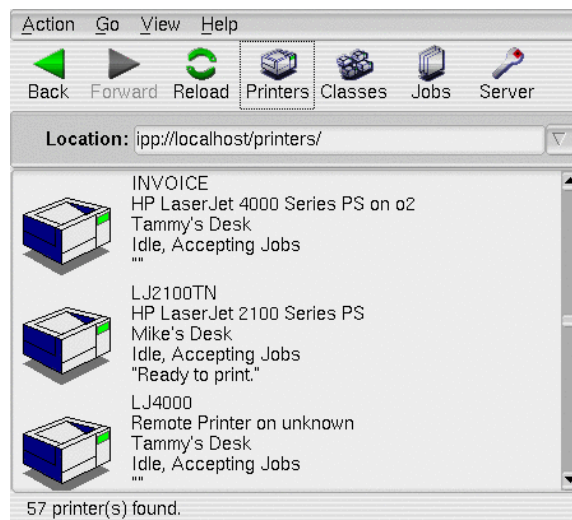 Action Go View Help
Back Forward Reload Printers Classes Jobs Server
Location: ipp://localhost/printers/
INVOICE
HP LaserJet 4000 Series PS on o2
Tammy's Desk
Idle, Accepting Jobs
""
LJ2100TN
HP LaserJet 2100 Series PS
Mike's Desk
Idle, Accepting Jobs
"Ready to print."
LJ4000
Remote Printer on unknown
Tammy's Desk
Idle, Accepting Jobs
""
57 printer(s) found.